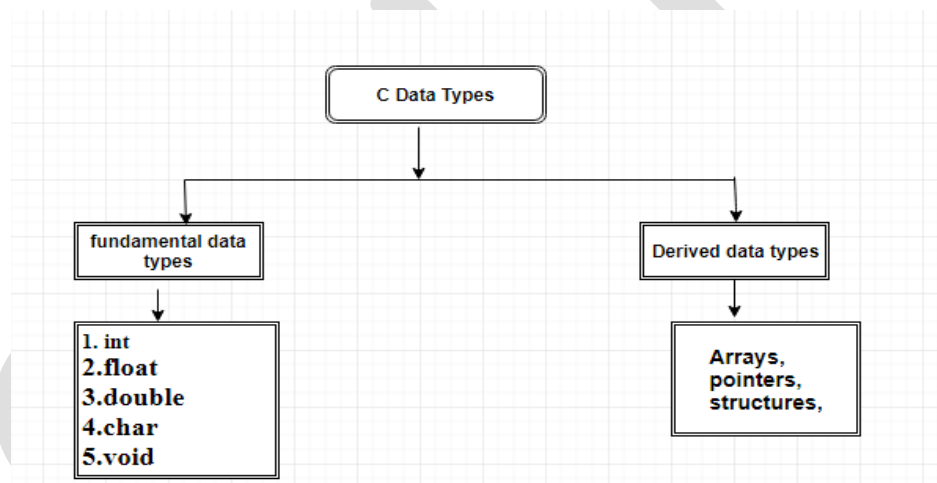 C Data Types
fundamental data
types
Derived data types
1. int
2.float
3.double
4.char
5.void
Arrays,
pointers,
structures,